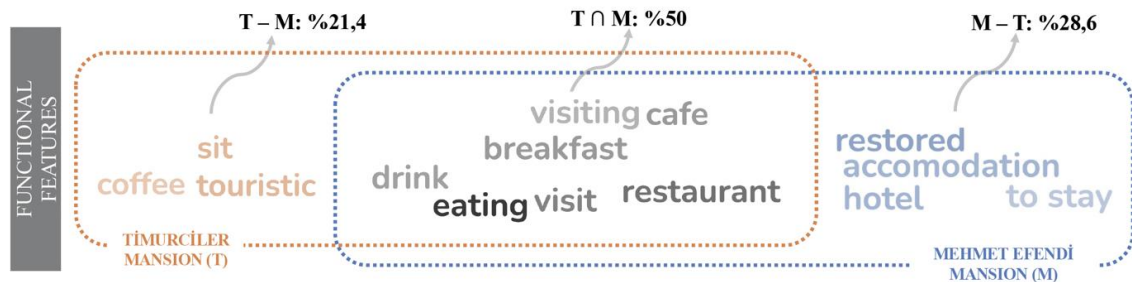 T – M: %21,4
T ∩ M: %50
M – T: %28,6
FUNCTIONAL
FEATURES
sit
coffee touristic
visiting cafe
breakfast
drink
eating visit restaurant
restored
accomodation
hotel to stay
TİMURCİLER
MANSION (T)
MEHMET EFENDİ
MANSION (M)